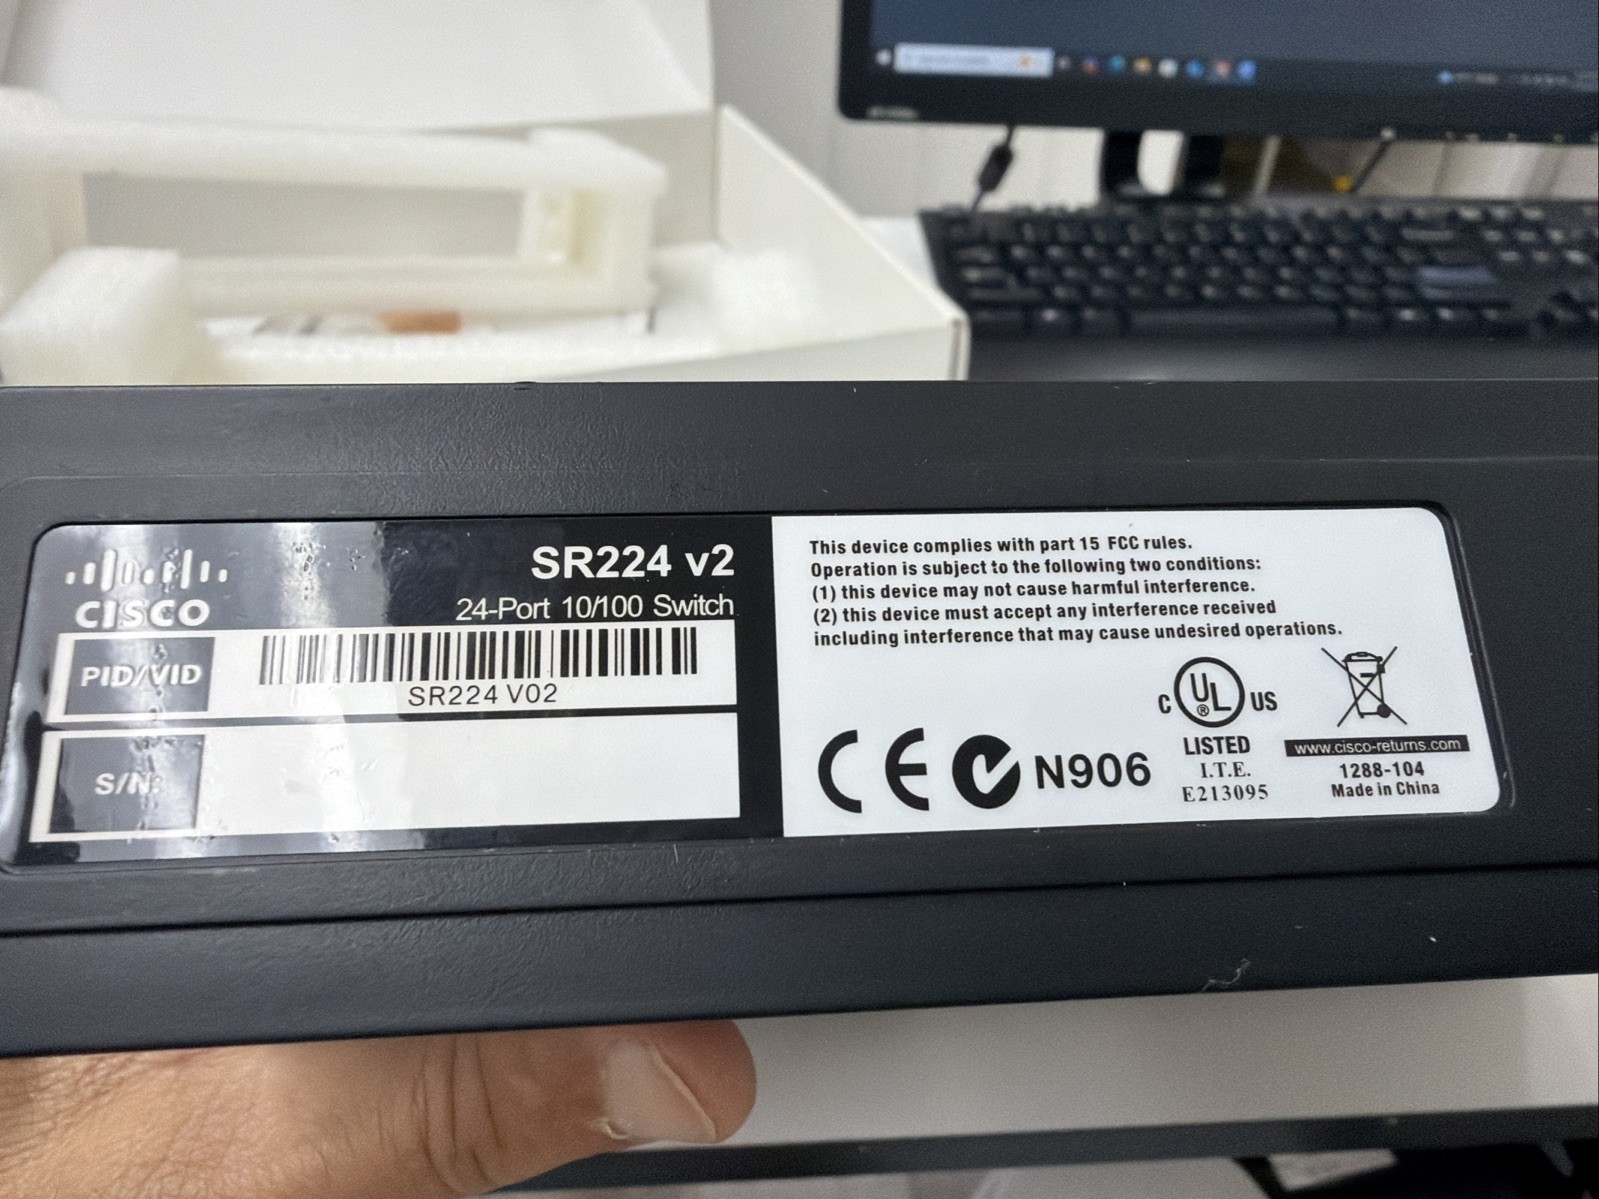 CISCO
SR224 v2
24-Port 10/100 Switch
PID/VID
SR224 V02
S/N:
This device complies with part 15 FCC rules.
Operation is subject to the following two conditions:
(1) this device may not cause harmful interference.
(2) this device must accept any interference received
including interference that may cause undesired operations.
CE
N906
C UL ® US
LISTED
I.T.E.
E213095
www.cisco-returns.com
1288-104
Made in China